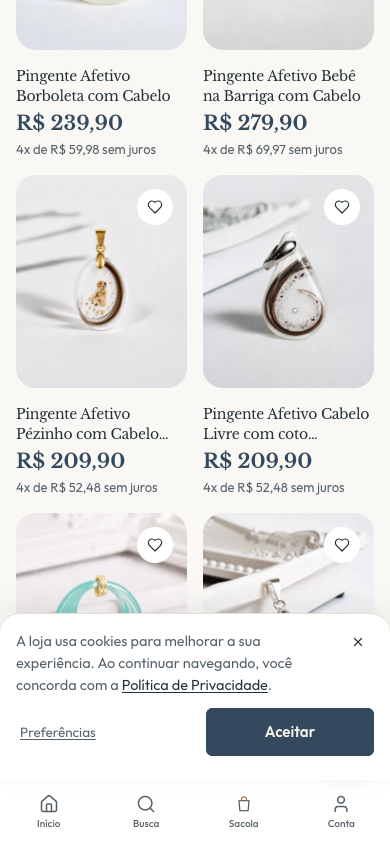 Pingente Afetivo
Borboleta com Cabelo
R$ 239,90
4x de R$ 59,98 sem juros
Pingente Afetivo Bebê
na Barriga com Cabelo
R$ 279,90
4x de R$ 69,97 sem juros
Pingente Afetivo
Pézinho com Cabelo...
R$ 209,90
4x de R$ 52,48 sem juros
Pingente Afetivo Cabelo
Livre com coto...
R$ 209,90
4x de R$ 52,48 sem juros
A loja usa cookies para melhorar a sua
experiência. Ao continuar navegando, você
concorda com a Política de Privacidade.
Preferências
Aceitar
Início
Busca
Sacola
Conta